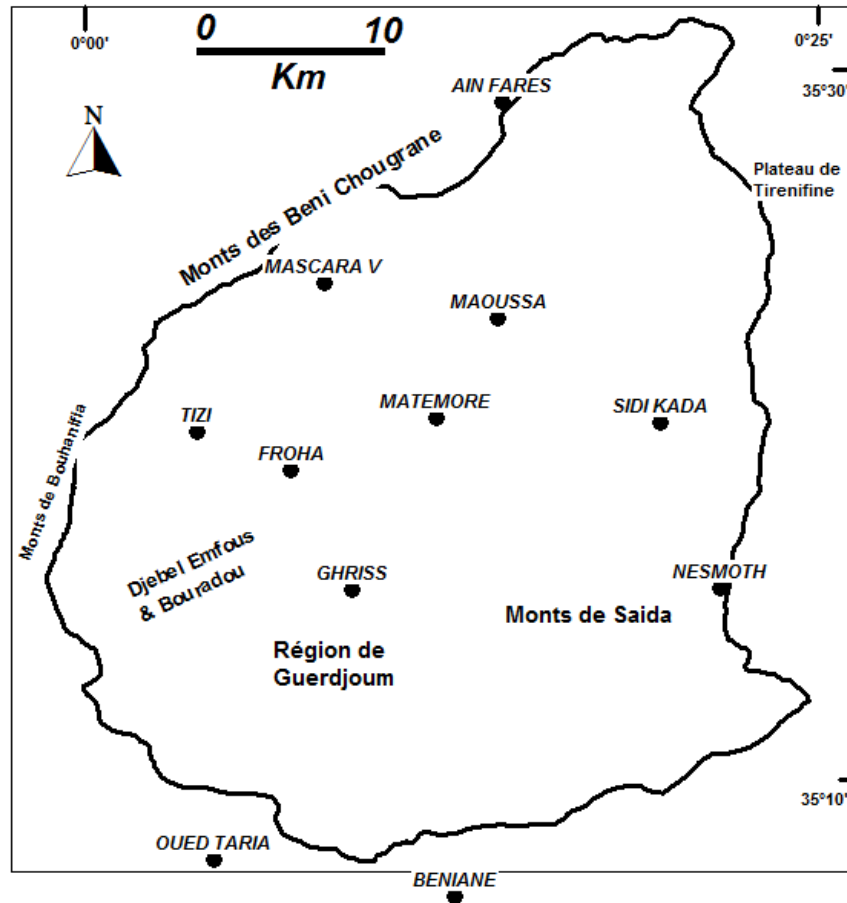 0°00'
0
10
Km
0°25'
35°30'
AIN FARES
N
Monts des Beni Chougrane
Plateau de
Tirenifine
MASCARA V
MAOUSSA
TIZI
MATEMORE
SIDI KADA
FROHA
Monts de Bouhanifia
Djebel Emfous
& Bouradou
GHRISS
NESMOTH
Monts de Saida
Région de
Guerdjoum
35°10'
OUED TARIA
BENIANE